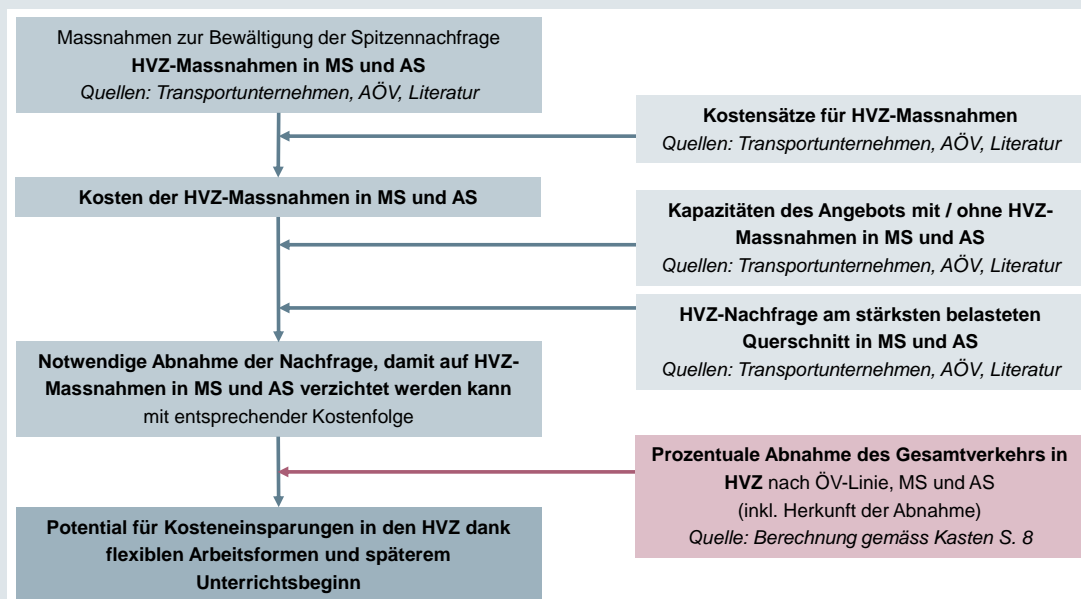 Massnahmen zur Bewältigung der Spitzennachfrage
HVZ-Massnahmen in MS und AS
Quellen: Transportunternehmen, AÖV, Literatur
Kostensätze für HVZ-Massnahmen
Quellen: Transportunternehmen, AÖV, Literatur
Kosten der HVZ-Massnahmen in MS und AS
Kapazitäten des Angebots mit / ohne HVZ-
Massnahmen in MS und AS
Quellen: Transportunternehmen, AÖV, Literatur
HVZ-Nachfrage am stärksten belasteten
Querschnitt in MS und AS
Quellen: Transportunternehmen, AÖV, Literatur
Notwendige Abnahme der Nachfrage, damit auf HVZ-
Massnahmen in MS und AS verzichtet werden kann
mit entsprechender Kostenfolge
Prozentuale Abnahme des Gesamtverkehrs in
HVZ nach ÖV-Linie, MS und AS
(inkl. Herkunft der Abnahme)
Quelle: Berechnung gemäss Kasten S. 8
Potential für Kosteneinsparungen in den HVZ dank
flexiblen Arbeitsformen und späterem
Unterrichtsbeginn